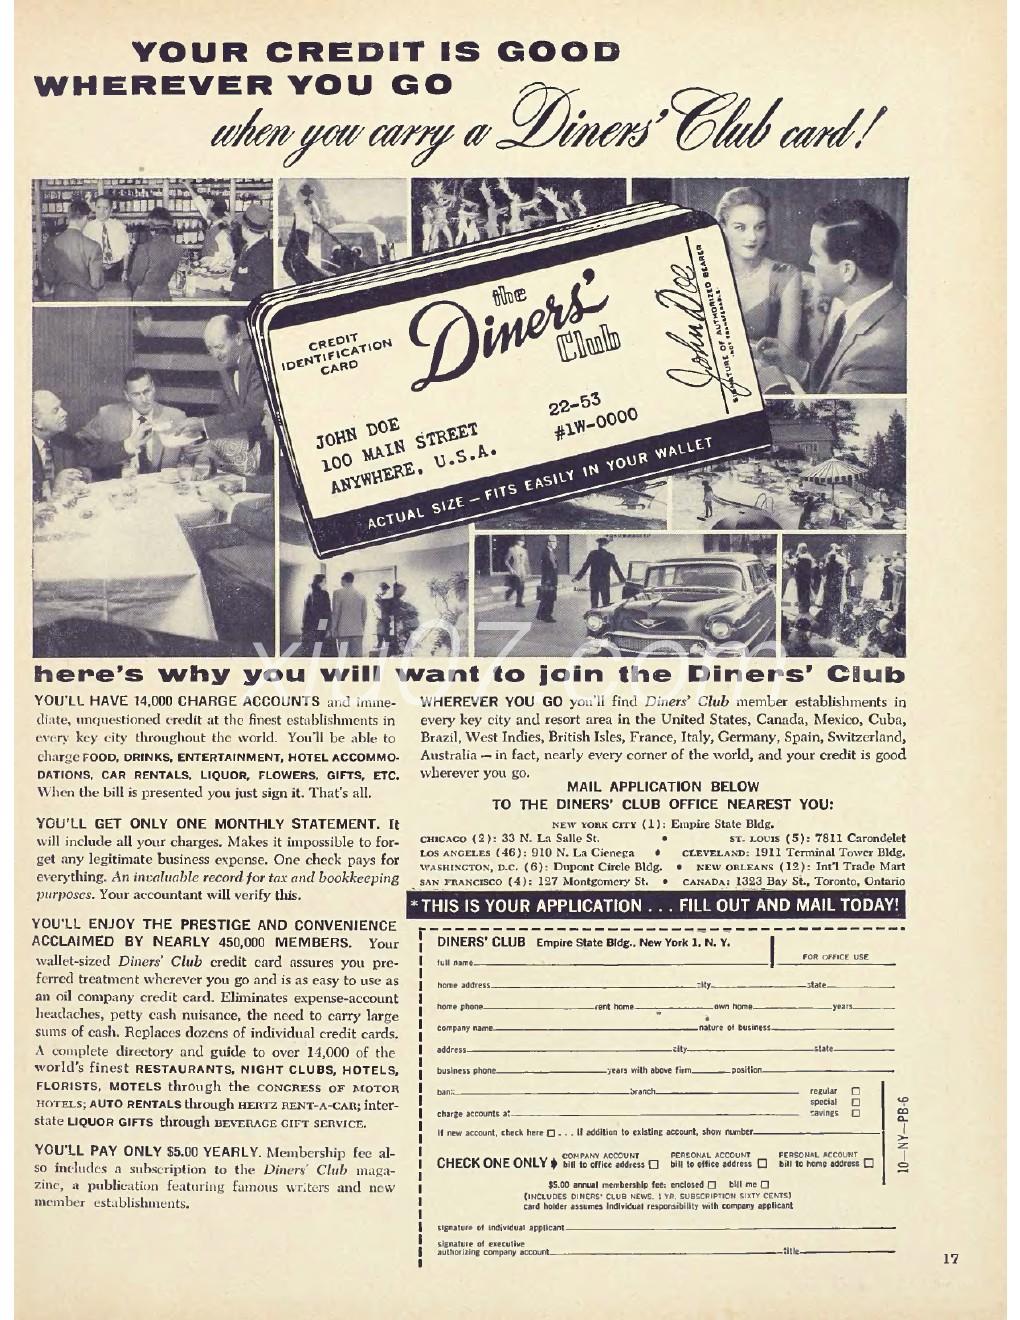 YOUR CREDIT IS GOOD
WHEREVER YOU GO
when you carry a Diners' Club card!
the
Diners'
Club
CREDIT
IDENTIFICATION
CARD
JOHN DOE
100 MAIN STREET
ANYWHERE, U.S.A.
22-53
#1W-0000
John Doe
SIGNATURE OF AUTHORIZED BEARER
NOT TRANSFERABLE
ACTUAL SIZE — FITS EASILY IN YOUR WALLET
xiu07.com
here's why you will want to join the Diners' Club
YOU'LL HAVE 14,000 CHARGE ACCOUNTS and imme-
diate, unquestioned credit at the finest establishments in
every key city throughout the world. You'll be able to
charge FOOD, DRINKS, ENTERTAINMENT, HOTEL ACCOMMO-
DATIONS, CAR RENTALS, LIQUOR, FLOWERS, GIFTS, ETC.
When the bill is presented you just sign it. That's all.
YOU'LL GET ONLY ONE MONTHLY STATEMENT. It
will include all your charges. Makes it impossible to for-
get any legitimate business expense. One check pays for
everything. An invaluable record for tax and bookkeeping
purposes. Your accountant will verify this.
YOU'LL ENJOY THE PRESTIGE AND CONVENIENCE
ACCLAIMED BY NEARLY 450,000 MEMBERS. Your
wallet-sized Diners' Club credit card assures you pre-
ferred treatment wherever you go and is as easy to use as
an oil company credit card. Eliminates expense-account
headaches, petty cash nuisance, the need to carry large
sums of cash. Replaces dozens of individual credit cards.
A complete directory and guide to over 14,000 of the
world's finest RESTAURANTS, NIGHT CLUBS, HOTELS,
FLORISTS, MOTELS through the CONGRESS OF MOTOR
HOTELS; AUTO RENTALS through HERTZ RENT-A-CAR; inter-
state LIQUOR GIFTS through BEVERAGE GIFT SERVICE.
YOU'LL PAY ONLY $5.00 YEARLY. Membership fee al-
so includes a subscription to the Diners' Club maga-
zine, a publication featuring famous writers and new
member establishments.
WHEREVER YOU GO you'll find Diners' Club member establishments in
every key city and resort area in the United States, Canada, Mexico, Cuba,
Brazil, West Indies, British Isles, France, Italy, Germany, Spain, Switzerland,
Australia — in fact, nearly every corner of the world, and your credit is good
wherever you go.
MAIL APPLICATION BELOW
TO THE DINERS' CLUB OFFICE NEAREST YOU:
NEW YORK CITY (1): Empire State Bldg.
CHICAGO (2): 33 N. La Salle St. • ST. LOUIS (5): 7811 Carondelet
LOS ANGELES (46): 910 N. La Cienega • CLEVELAND: 1911 Terminal Tower Bldg.
WASHINGTON, D.C. (6): Dupont Circle Bldg. • NEW ORLEANS (12): Int'l Trade Mart
SAN FRANCISCO (4): 127 Montgomery St. • CANADA: 1323 Bay St., Toronto, Ontario
*THIS IS YOUR APPLICATION . . . FILL OUT AND MAIL TODAY!
DINERS' CLUB Empire State Bldg., New York 1, N. Y.
FOR OFFICE USE
full name
home address city state
home phone rent home own home years
company name nature of business
address city state
business phone years with above firm position
bank branch regular
special
charge accounts at savings
If new account, check here . . . If addition to existing account, show number
CHECK ONE ONLY COMPANY ACCOUNT bill to office address PERSONAL ACCOUNT bill to office address PERSONAL ACCOUNT bill to home address
$5.00 annual membership fee: enclosed bill me
(INCLUDES DINERS' CLUB NEWS, 1 YR. SUBSCRIPTION SIXTY CENTS)
card holder assumes individual responsibility with company applicant
signature of individual applicant
signature of executive
authorizing company account title
10—NY—PB-6
17